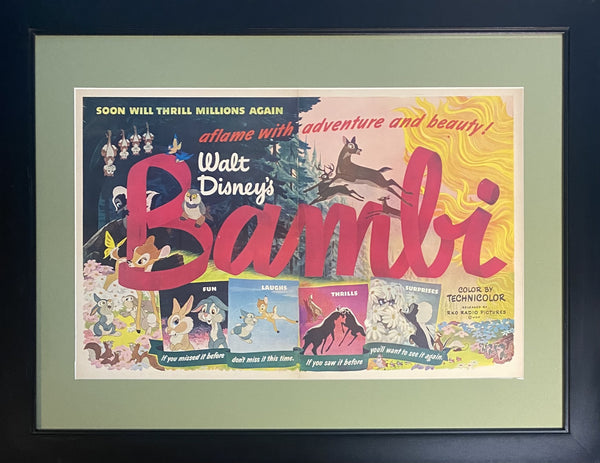 SOON WILL THRILL MILLIONS AGAIN
aflame with adventure and beauty!
Walt
Disney's
Bambi
FUN
LAUGHS
THRILLS
SURPRISES
if you missed it before
don't miss it this time.
If you saw it before
you'll want to see it again.
COLOR BY
TECHNICOLOR
RKO RADIO PICTURES